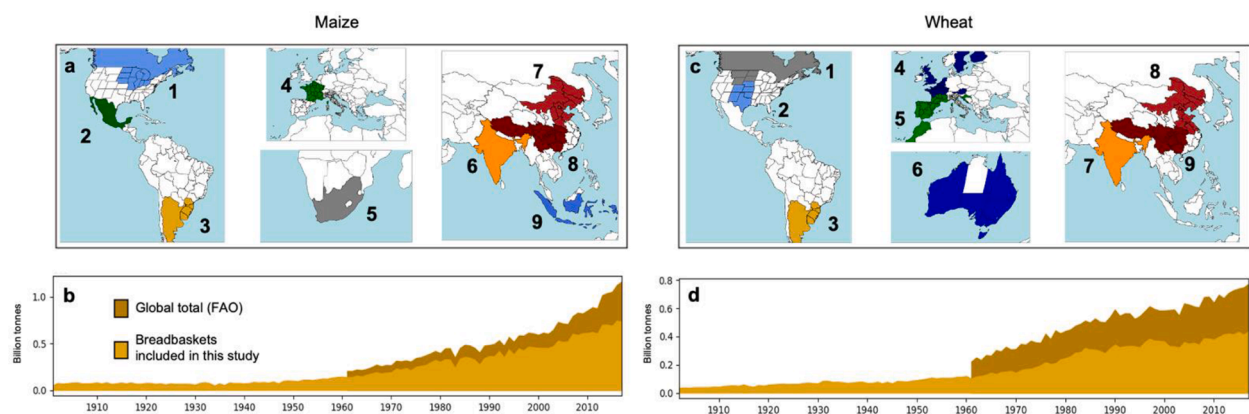 Maize
Wheat
a
1
2
3
4
5
6
7
8
9
c
1
2
3
4
5
6
7
8
9
b
Billion tonnes
1.0
0.5
0.0
Global total (FAO)
Breadbaskets
included in this study
1910 1920 1930 1940 1950 1960 1970 1980 1990 2000 2010
d
Billion tonnes
0.8
0.6
0.4
0.2
0.0
1910 1920 1930 1940 1950 1960 1970 1980 1990 2000 2010